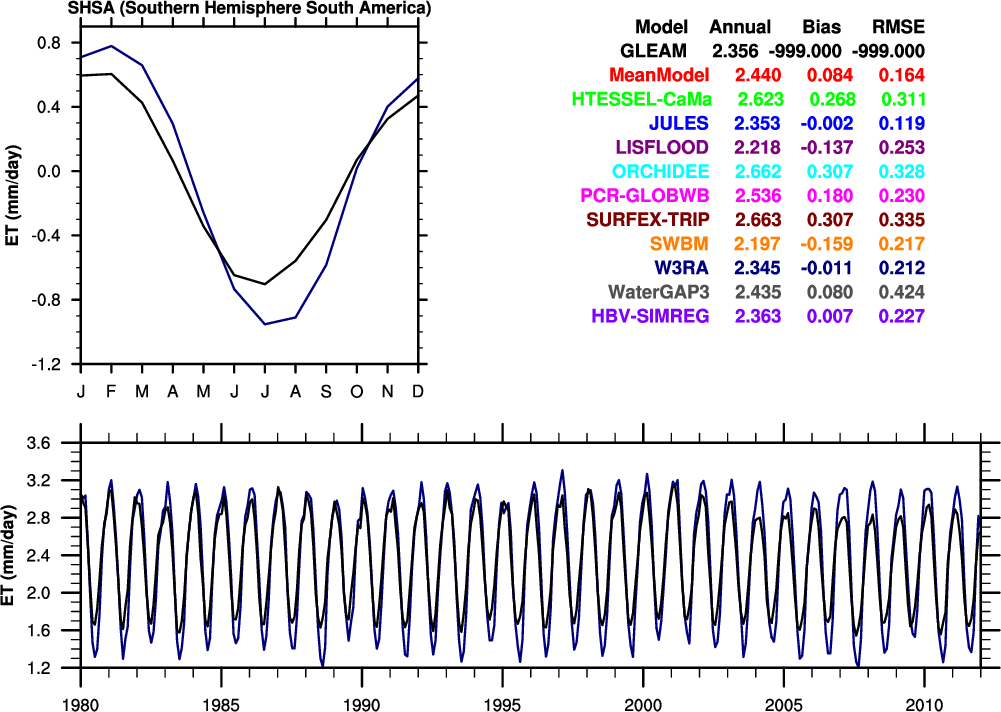 SHSA (Southern Hemisphere South America)
Model Annual Bias RMSE
GLEAM 2.356 -999.000 -999.000
MeanModel 2.440 0.084 0.164
HTESSEL-CaMa 2.623 0.268 0.311
JULES 2.353 -0.002 0.119
LISFLOOD 2.218 -0.137 0.253
ORCHIDEE 2.662 0.307 0.328
PCR-GLOBWB 2.536 0.180 0.230
SURFEX-TRIP 2.663 0.307 0.335
SWBM 2.197 -0.159 0.217
W3RA 2.345 -0.011 0.212
WaterGAP3 2.435 0.080 0.424
HBV-SIMREG 2.363 0.007 0.227
ET (mm/day)
0.8
0.4
0.0
-0.4
-0.8
-1.2
J F M A M J J A S O N D
ET (mm/day)
3.6
3.2
2.8
2.4
2.0
1.6
1.2
1980 1985 1990 1995 2000 2005 2010